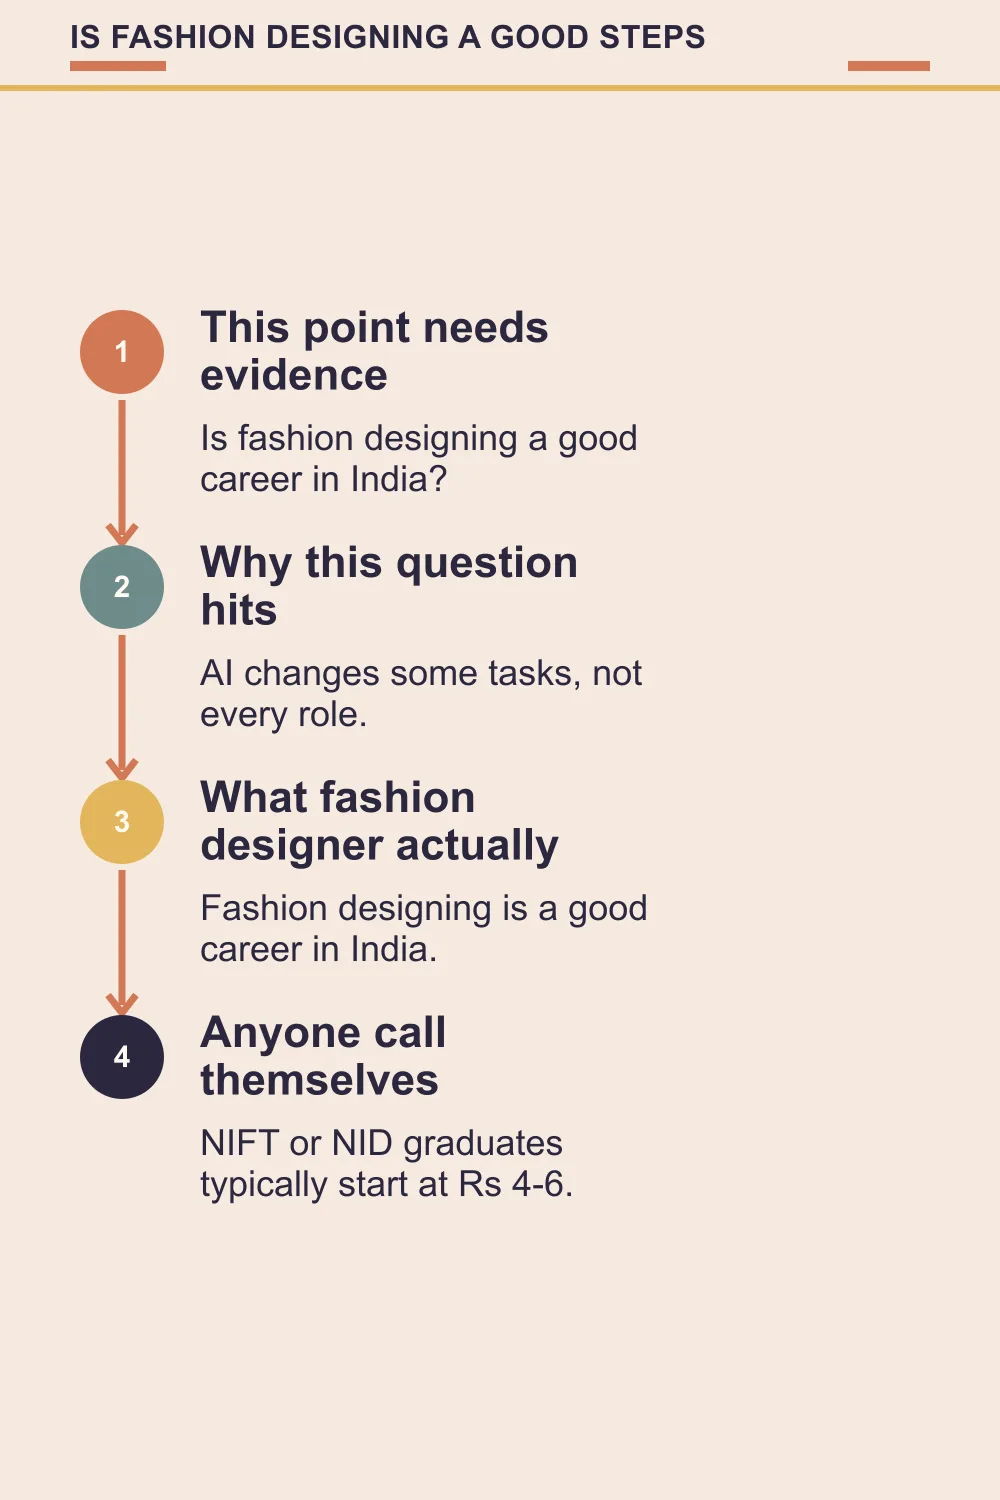 IS FASHION DESIGNING A GOOD STEPS
1
This point needs
evidence
Is fashion designing a good
career in India?
2
Why this question
hits
AI changes some tasks, not
every role.
3
What fashion
designer actually
Fashion designing is a good
career in India.
4
Anyone call
themselves
NIFT or NID graduates
typically start at Rs 4-6.